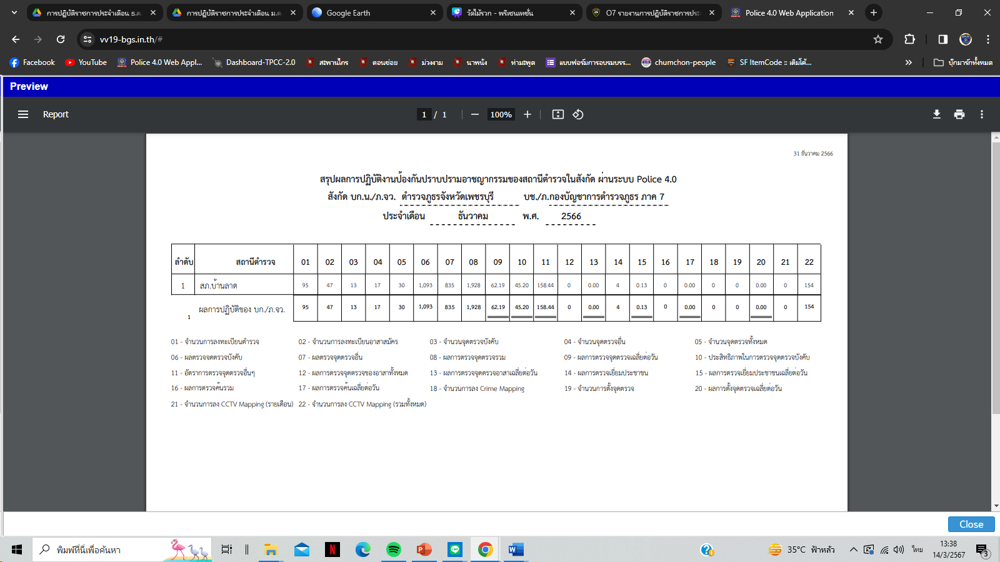 การปฏิบัติราชการประจำเดือน ธ.ค.
การปฏิบัติราชการประจำเดือน ม.ค.
Google Earth
วัดไม้รวก - พรีเซนเทชั่น
O7 รายงานการปฏิบัติราชการประจ
Police 4.0 Web Application
vv19-bgs.in.th/#
Facebook
YouTube
Police 4.0 Web Appl...
Dashboard-TPCC-2.0
สะพานไกร
ดอนช่อย
ม่วงงาม
นาพนัง
ท่ามะพูด
แบบฟอร์มการอบรมบรร...
chumchon-people
SF ItemCode :: เติมโค้...
บุ๊กมาร์กทั้งหมด
Preview
Report
1 / 1
100%
31 ธันวาคม 2566
สรุปผลการปฏิบัติงานป้องกันปราบปรามอาชญากรรมของสถานีตำรวจในสังกัด ผ่านระบบ Police 4.0
สังกัด บก.น./ภ.จว. ตำรวจภูธรจังหวัดเพชรบุรี บช./ภ.กองบัญชาการตำรวจภูธร ภาค 7
ประจำเดือน ธันวาคม พ.ศ. 2566
ลำดับ สถานีตำรวจ 01 02 03 04 05 06 07 08 09 10 11 12 13 14 15 16 17 18 19 20 21 22
1 สภ.บ้านลาด 95 47 13 17 30 1,093 835 1,928 62.19 45.20 158.44 0 0.00 4 0.13 0 0.00 0 0 0.00 0 154
1 ผลการปฏิบัติของ บก./ภ.จว. 95 47 13 17 30 1,093 835 1,928 62.19 45.20 158.44 0 0.00 4 0.13 0 0.00 0 0 0.00 0 154
01 - จำนวนการลงทะเบียนตำรวจ 02 - จำนวนการลงทะเบียนอาสาสมัคร 03 - จำนวนจุดตรวจบังคับ 04 - จำนวนจุดตรวจอื่น 05 - จำนวนจุดตรวจทั้งหมด
06 - ผลตรวจจุดตรวจบังคับ 07 - ผลตรวจจุดตรวจอื่น 08 - ผลการตรวจจุดตรวจรวม 09 - ผลการตรวจจุดตรวจเฉลี่ยต่อวัน 10 - ประสิทธิภาพในการตรวจจุดตรวจบังคับ
11 - อัตราการตรวจจุดตรวจอื่นๆ 12 - ผลการตรวจจุดตรวจของอาสาทั้งหมด 13 - ผลการตรวจจุดตรวจอาสาเฉลี่ยต่อวัน 14 - ผลการตรวจเยี่ยมประชาชน 15 - ผลการตรวจเยี่ยมประชาชนเฉลี่ยต่อวัน
16 - ผลการตรวจค้นรวม 17 - ผลการตรวจค้นเฉลี่ยต่อวัน 18 - จำนวนการลง Crime Mapping 19 - จำนวนการตั้งจุดตรวจ 20 - ผลการตั้งจุดตรวจเฉลี่ยต่อวัน
21 - จำนวนการลง CCTV Mapping (รายเดือน) 22 - จำนวนการลง CCTV Mapping (รวมทั้งหมด)
Close
พิมพ์ที่นี่เพื่อค้นหา
35°C ฟ้าหลัว
ไทย
13:38
14/3/2567
3